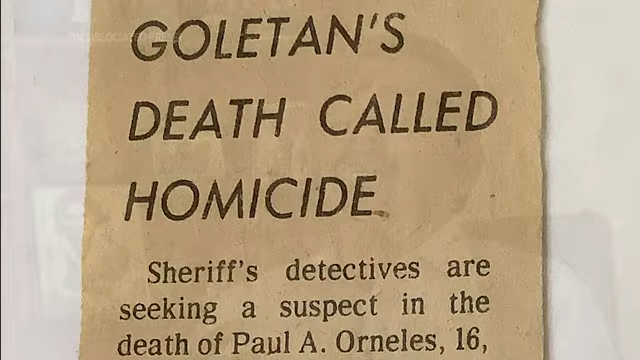 GOLETAN'S
DEATH CALLED
HOMICIDE
Sheriff's detectives are
seeking a suspect in the
death of Paul A. Orneles, 16,